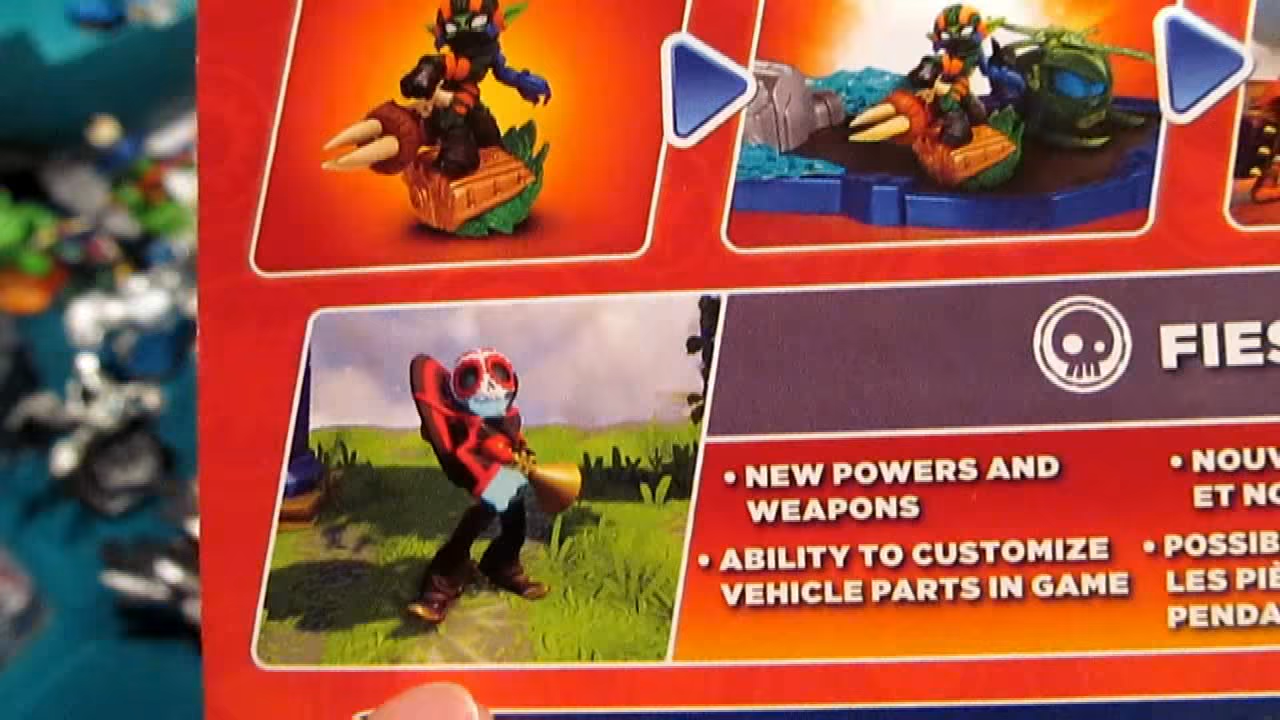 FIES
• NEW POWERS AND
WEAPONS
• ABILITY TO CUSTOMIZE
VEHICLE PARTS IN GAME
• NOUV
ET NO
• POSSIB
LES PIÈ
PENDA